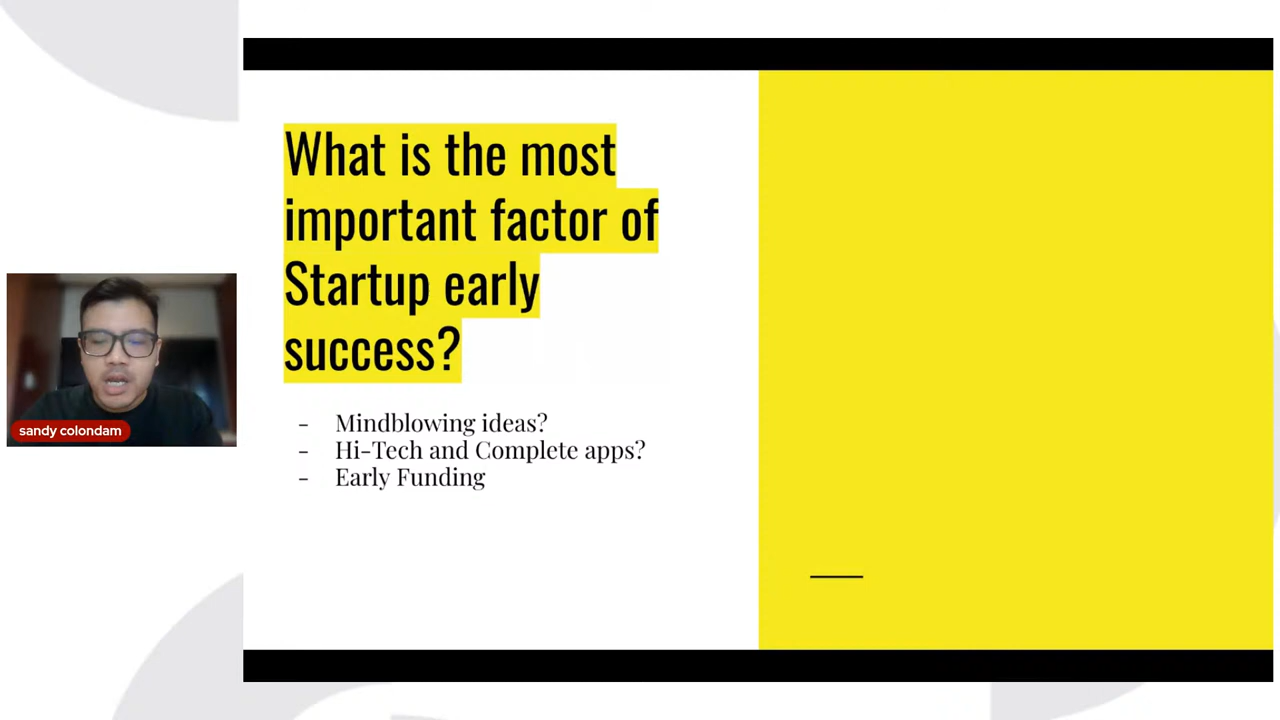 What is the most
important factor of
Startup early
success?
- Mindblowing ideas?
- Hi-Tech and Complete apps?
- Early Funding
sandy colondam